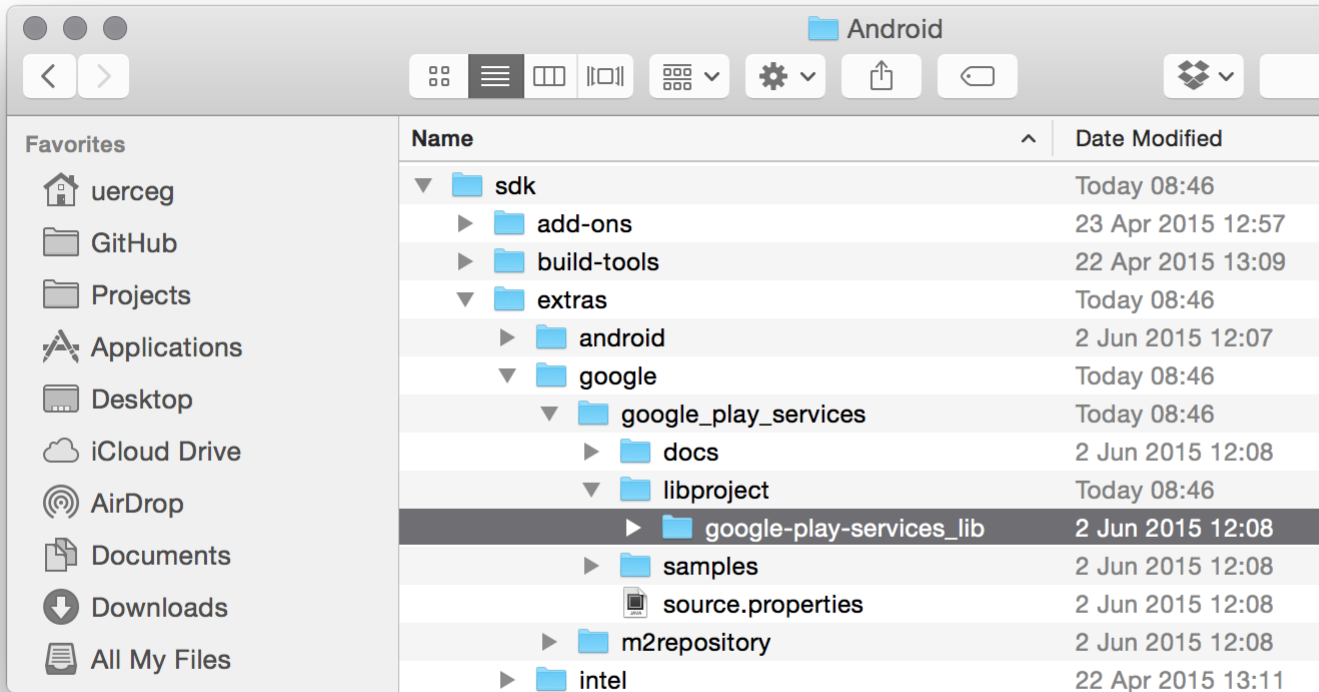 Android
Favorites
uerceg
GitHub
Projects
Applications
Desktop
iCloud Drive
AirDrop
Documents
Downloads
All My Files
Name Date Modified
sdk Today 08:46
add-ons 23 Apr 2015 12:57
build-tools 22 Apr 2015 13:09
extras Today 08:46
android 2 Jun 2015 12:07
google Today 08:46
google_play_services Today 08:46
docs 2 Jun 2015 12:08
libproject Today 08:46
google-play-services_lib 2 Jun 2015 12:08
samples 2 Jun 2015 12:08
source.properties 2 Jun 2015 12:08
m2repository 2 Jun 2015 12:08
intel 22 Apr 2015 13:11